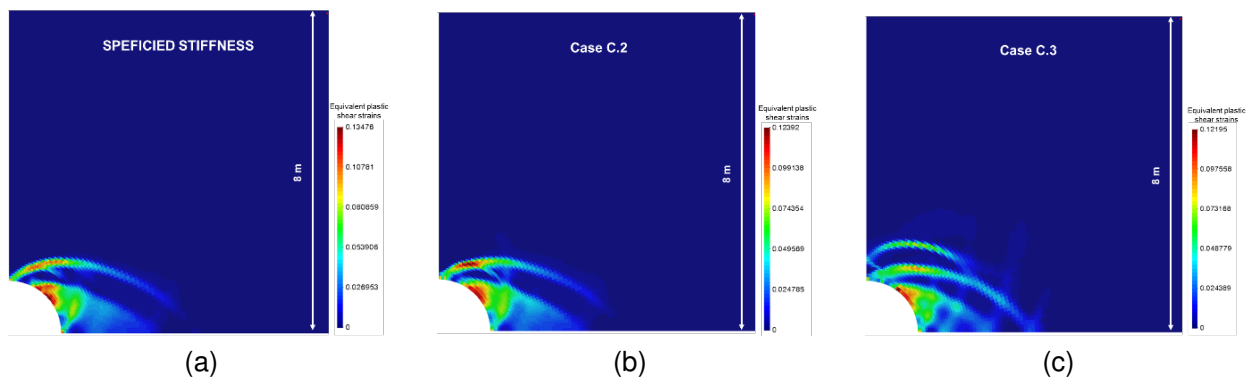 SPEFICIED STIFFNESS
Equivalent plastic
shear strains
0.13476
0.10781
0.080859
0.053906
0.026953
0
8 m
(a)
Case C.2
Equivalent plastic
shear strains
0.12392
0.099138
0.074354
0.049569
0.024785
0
8 m
(b)
Case C.3
Equivalent plastic
shear strains
0.12195
0.097558
0.073168
0.048779
0.024389
0
8 m
(c)